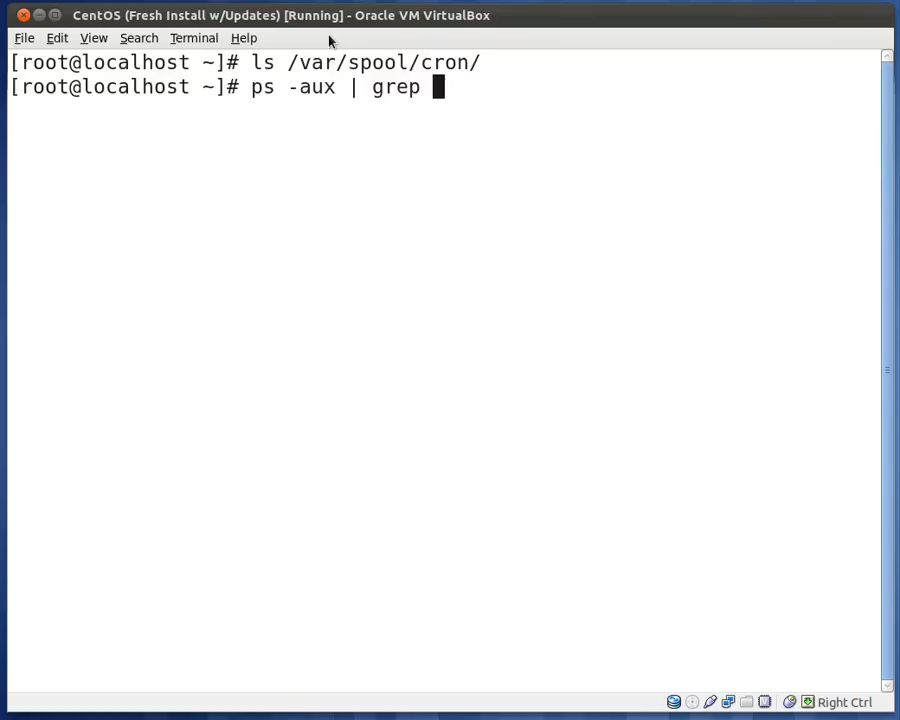 CentOS (Fresh Install w/Updates) [Running] - Oracle VM VirtualBox
File Edit View Search Terminal Help
[root@localhost ~]# ls /var/spool/cron/
[root@localhost ~]# ps -aux | grep
Right Ctrl